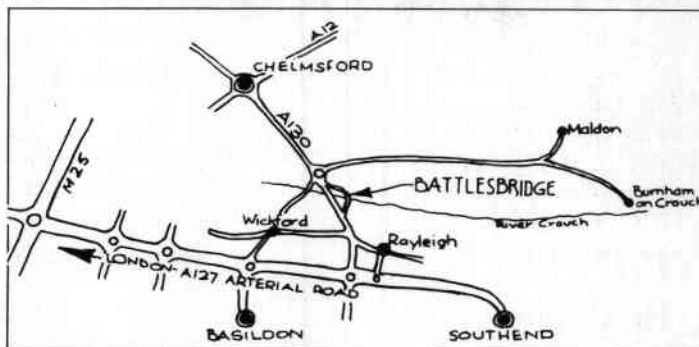 A12
CHELMSFORD
A130
Maldon
M25
BATTLESBRIDGE
Burnham
on Crouch
Wickford
River Crouch
Rayleigh
LONDON-A127 ARTERIAL ROAD
BASILDON
SOUTHEND